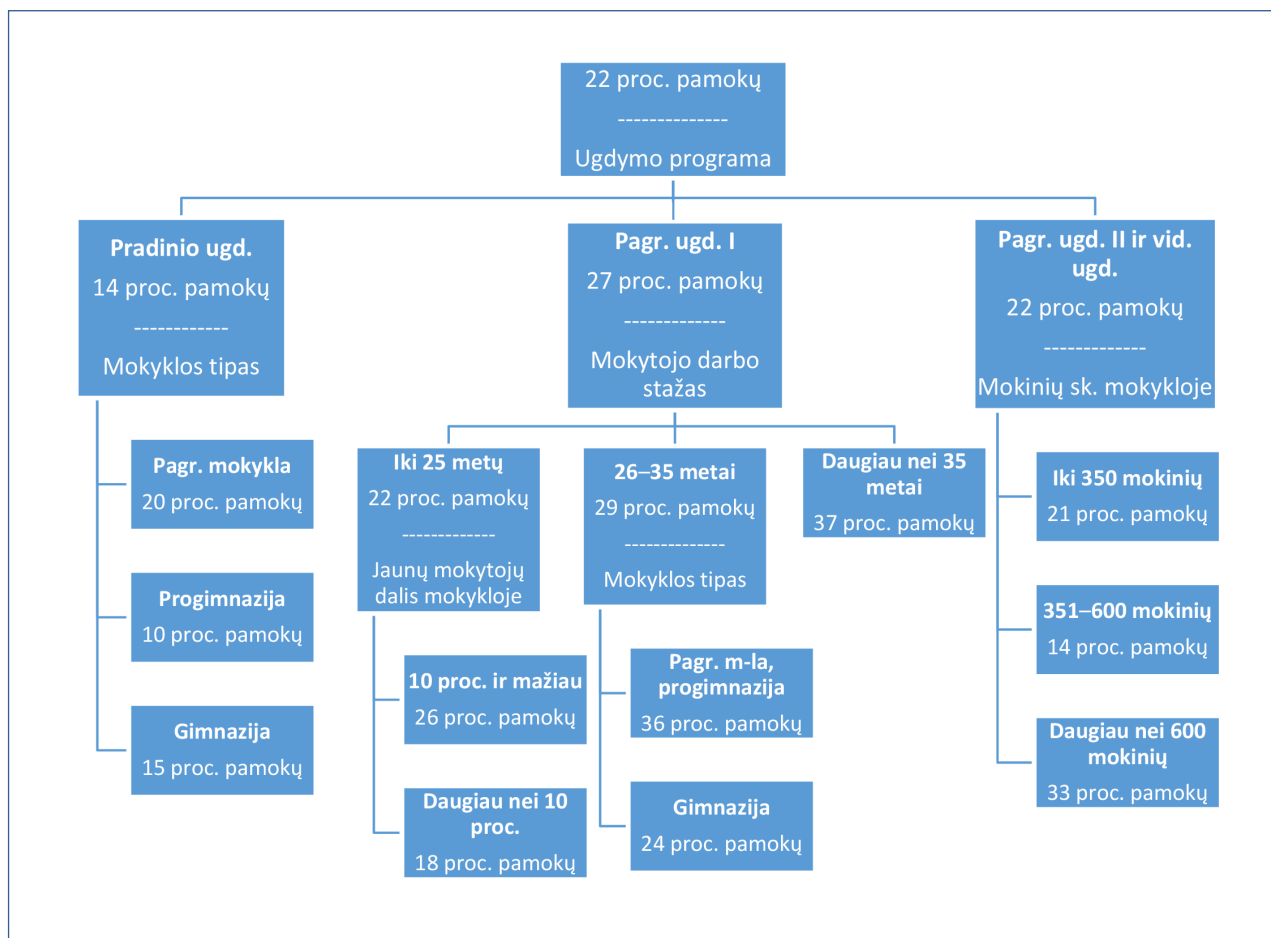 22 proc. pamokų
--------------
Ugdymo programa
Pradinio ugd.
14 proc. pamokų
------------
Mokyklos tipas
Pagr. mokykla
20 proc. pamokų
Progimnazija
10 proc. pamokų
Gimnazija
15 proc. pamokų
Pagr. ugd. I
27 proc. pamokų
-------------
Mokytojo darbo
stažas
Iki 25 metų
22 proc. pamokų
-------------
Jaunų mokytojų
dalis mokykloje
10 proc. ir mažiau
26 proc. pamokų
Daugiau nei 10
proc.
18 proc. pamokų
26–35 metai
29 proc. pamokų
--------------
Mokyklos tipas
Pagr. m-la,
progimnazija
36 proc. pamokų
Gimnazija
24 proc. pamokų
Daugiau nei 35
metai
37 proc. pamokų
Pagr. ugd. II ir vid.
ugd.
22 proc. pamokų
-------------
Mokinių sk. mokykloje
Iki 350 mokinių
21 proc. pamokų
351–600 mokinių
14 proc. pamokų
Daugiau nei 600
mokinių
33 proc. pamokų